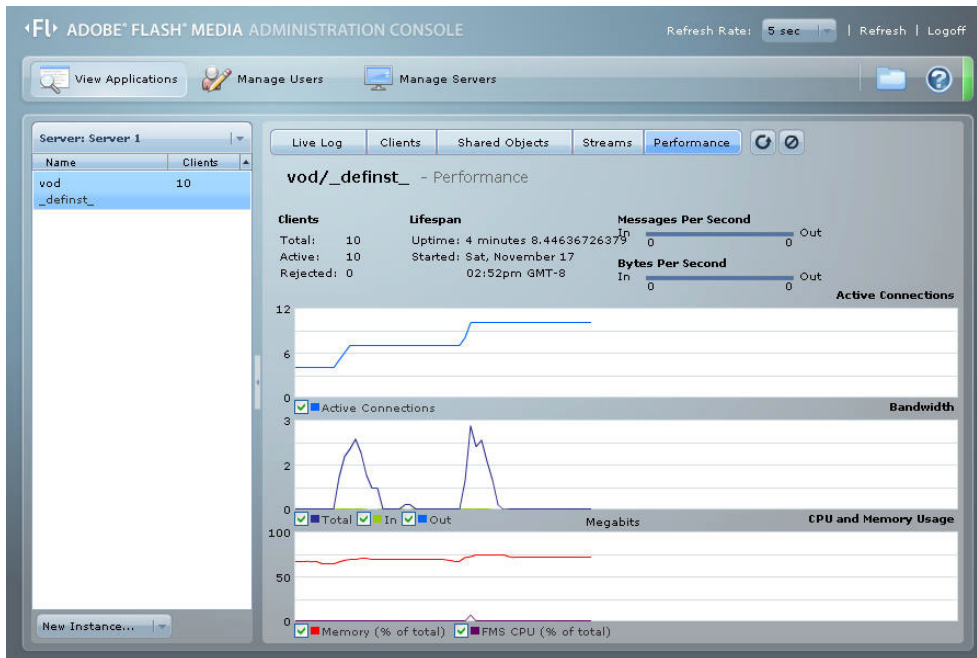 Fl ADOBE® FLASH® MEDIA ADMINISTRATION CONSOLE
Refresh Rate: 5 sec | Refresh | Logoff
View Applications Manage Users Manage Servers
Server: Server 1
Name Clients
vod 10
_definst_
New Instance...
Live Log Clients Shared Objects Streams Performance
vod/_definst_ - Performance
Clients
Total: 10
Active: 10
Rejected: 0
Lifespan
Uptime: 4 minutes 8.44636726379
Started: Sat, November 17
02:52pm GMT-8
Messages Per Second
In Out
0 0
Bytes Per Second
In Out
0 0
Active Connections
12
6
0
Active Connections
Bandwidth
3
2
0
Total In Out
Megabits
CPU and Memory Usage
100
50
0
Memory (% of total) FMS CPU (% of total)